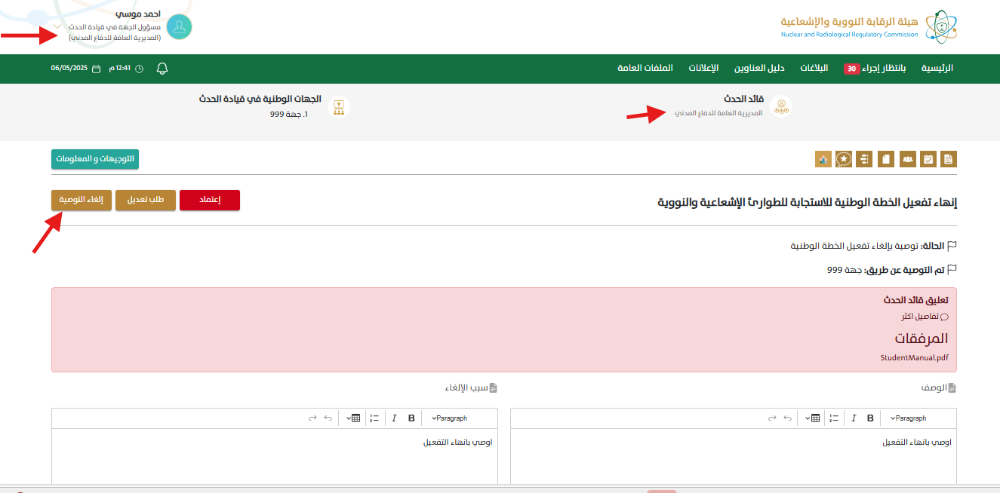 هيئة الرقابة النووية والإشعاعية
Nuclear and Radiological Regulatory Commission
احمد موسي
مسؤول الجهة في قيادة الحدث
(المديرية العامة للدفاع المدني)
الرئيسية
بانتظار إجراء 30
البلاغات
دليل العناوين
الإعلانات
الملفات العامة
12:41 م
06/05/2025
قائد الحدث
المديرية العامة للدفاع المدني
الجهات الوطنية في قيادة الحدث
1. جهة 999
التوجيهات و المعلومات
إنهاء تفعيل الخطة الوطنية للاستجابة للطوارئ الإشعاعية والنووية
إعتماد
طلب تعديل
إلغاء التوصية
الحالة: توصية بإلغاء تفعيل الخطة الوطنية
تم التوصية عن طريق: جهة 999
تعليق قائد الحدث
تفاصيل اكثر
المرفقات
StudentManual.pdf
الوصف
سبب الإلغاء
Paragraph B I
Paragraph B I
اوصي بانهاء التفعيل
اوصي بانهاء التفعيل